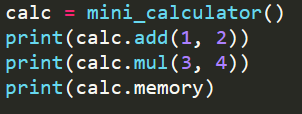 calc = mini_calculator()
print(calc.add(1, 2))
print(calc.mul(3, 4))
print(calc.memory)